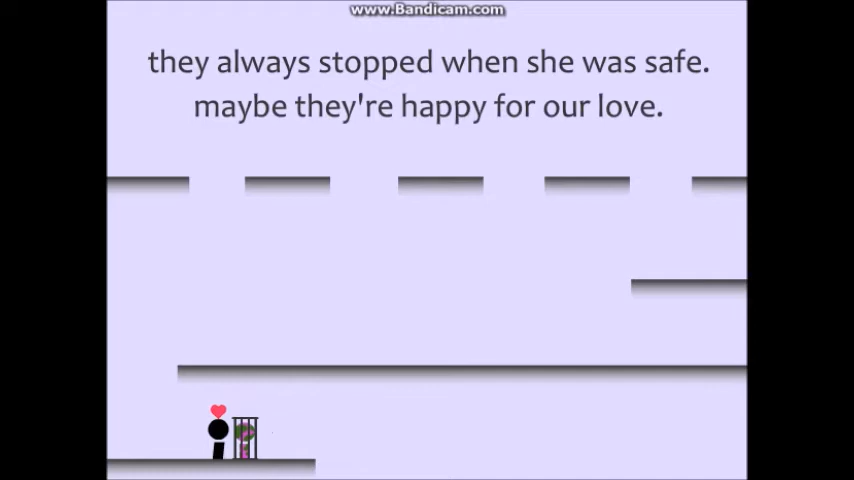 www.Bandicam.com
they always stopped when she was safe.
maybe they're happy for our love.